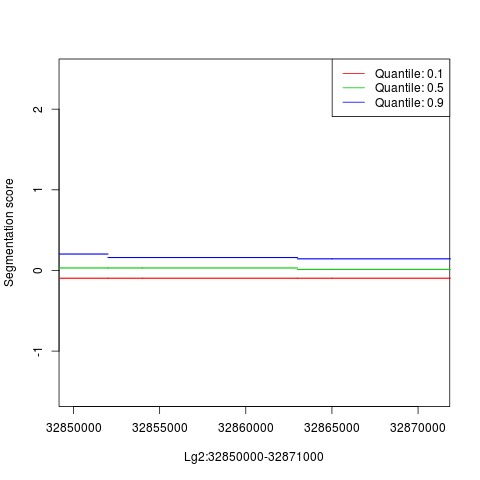 Quantile: 0.1
Quantile: 0.5
Quantile: 0.9
2
1
0
-1
Segmentation score
32850000 32855000 32860000 32865000 32870000
Lg2:32850000-32871000